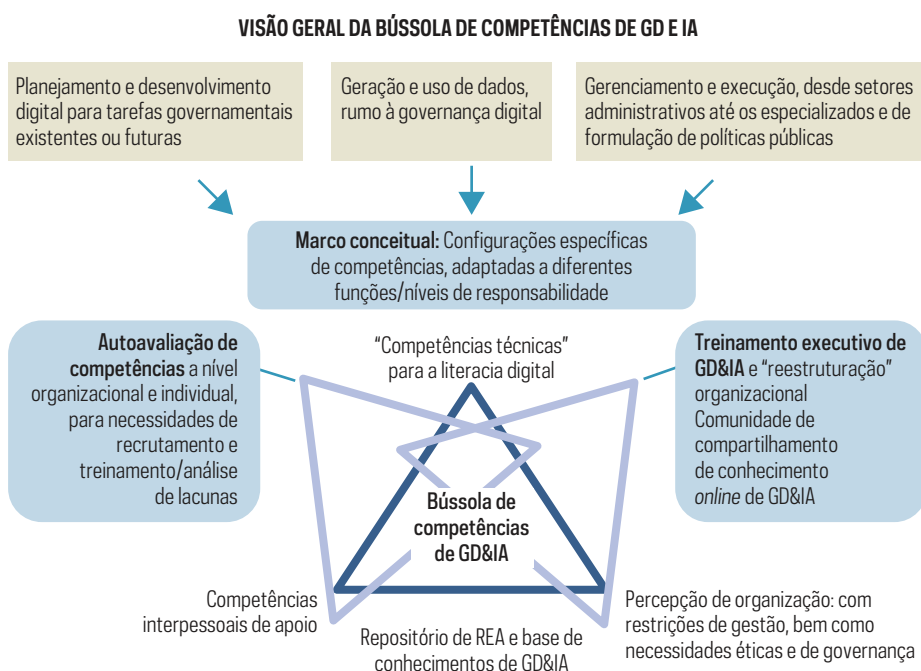 VISÃO GERAL DA BÚSSOLA DE COMPETÊNCIAS DE GD E IA
Planejamento e desenvolvimento
digital para tarefas governamentais
existentes ou futuras
Geração e uso de dados,
rumo à governança digital
Gerenciamento e execução, desde setores
administrativos até os especializados e de
formulação de políticas públicas
Marco conceitual: Configurações específicas
de competências, adaptadas a diferentes
funções/níveis de responsabilidade
Autoavaliação de
competências a nível
organizacional e individual,
para necessidades de
recrutamento e
treinamento/análise
de lacunas
"Competências técnicas"
para a literacia digital
Treinamento executivo de
GD&IA e "reestruturação"
organizacional
Comunidade de
compartilhamento
de conhecimento
online de GD&IA
Bússola de
competências
de GD&IA
Competências
interpessoais de apoio
Repositório de REA e base de
conhecimentos de GD&IA
Percepção de organização: com
restrições de gestão, bem como
necessidades éticas e de governança